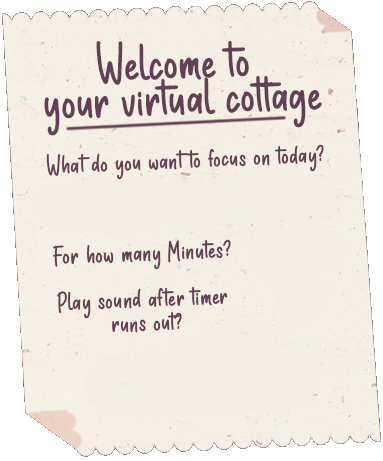 Welcome to
your virtual cottage
What do you want to focus on today?
For how many Minutes?
Play sound after timer
runs out?